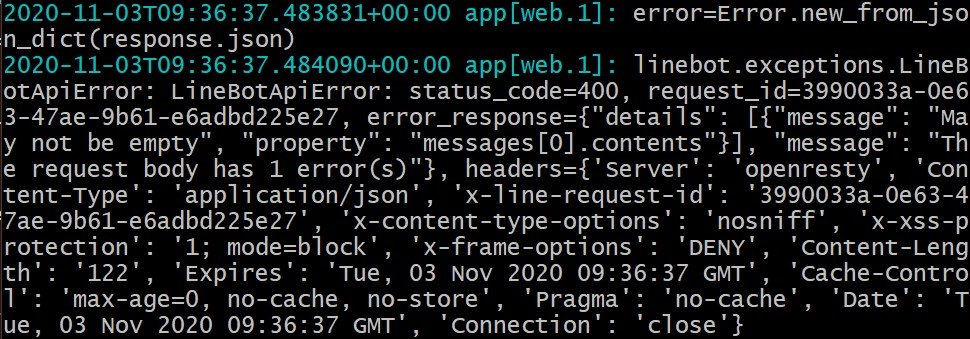 2020-11-03T09:36:37.483831+00:00 app[web.1]: error=Error.new_from_jso
n_dict(response.json)
2020-11-03T09:36:37.484090+00:00 app[web.1]: linebot.exceptions.LineB
otApiError: LineBotApiError: status_code=400, request_id=3990033a-0e6
3-47ae-9b61-e6adbd225e27, error_response={"details": [{"message": "Ma
y not be empty", "property": "messages[0].contents"}], "message": "Th
e request body has 1 error(s)"}, headers={'Server': 'openresty', 'Con
tent-Type': 'application/json', 'x-line-request-id': '3990033a-0e63-4
7ae-9b61-e6adbd225e27', 'x-content-type-options': 'nosniff', 'x-xss-p
rotection': '1; mode=block', 'x-frame-options': 'DENY', 'Content-Leng
th': '122', 'Expires': 'Tue, 03 Nov 2020 09:36:37 GMT', 'Cache-Contro
l': 'max-age=0, no-cache, no-store', 'Pragma': 'no-cache', 'Date': 'T
ue, 03 Nov 2020 09:36:37 GMT', 'Connection': 'close'}